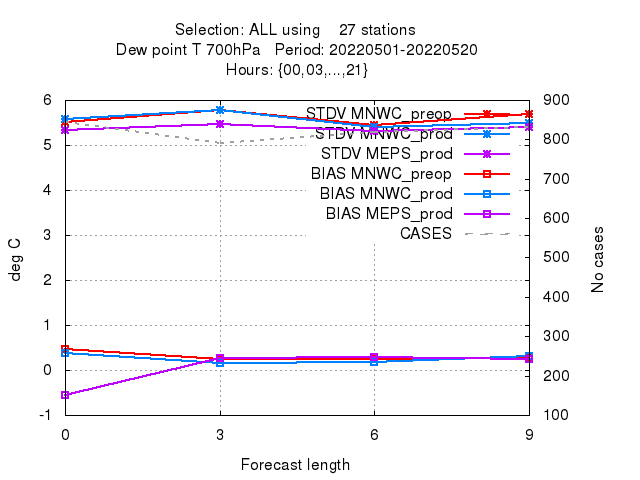 Selection: ALL using    27 stations
Dew point T 700hPa   Period: 20220501-20220520
Hours: {00,03,...,21}
6
5
4
3
2
1
0
-1
deg C
900
800
700
600
500
400
300
200
100
No cases
STDV MNWC_preop
STDV MNWC_prod
STDV MEPS_prod
BIAS MNWC_preop
BIAS MNWC_prod
BIAS MEPS_prod
CASES
0 3 6 9
Forecast length